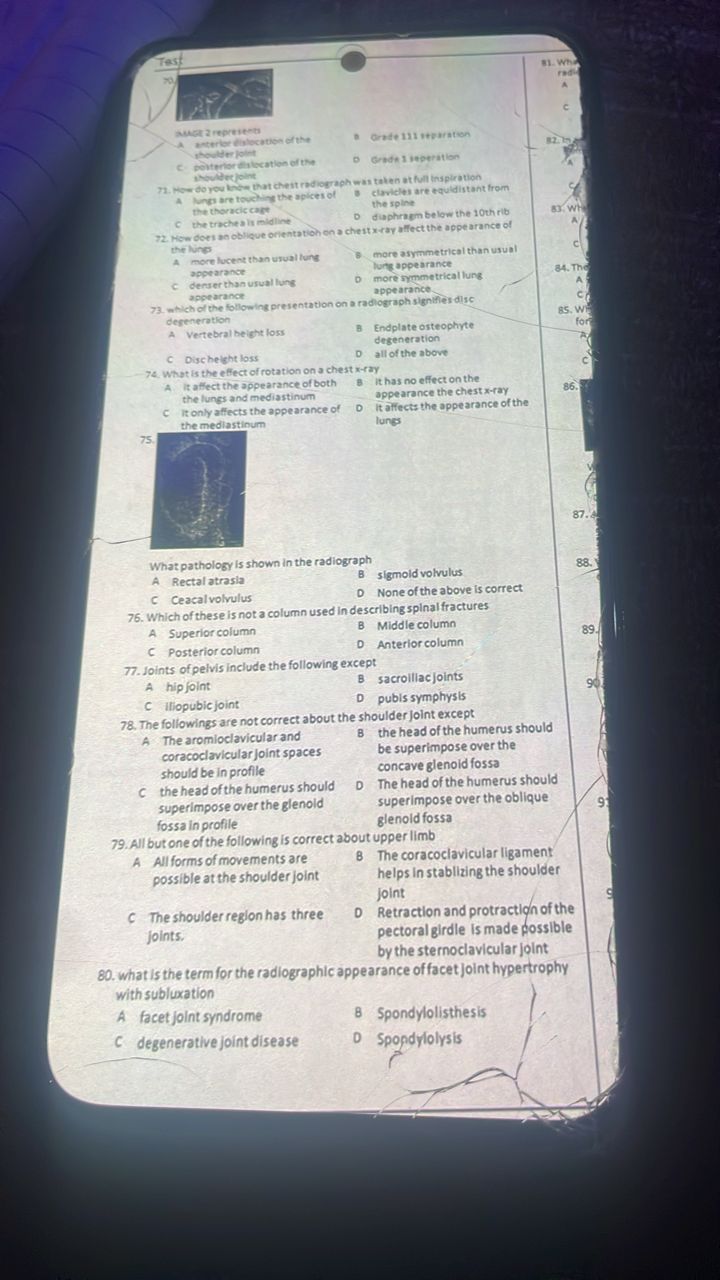 Test
70.
IMAGE 2 represents
A anterior dislocation of the B Grade 111 separation
shoulder joint
C posterior dislocation of the D Grade 1 seperation
shoulder joint
71. How do you know that chest radiograph was taken at full inspiration
A lungs are touching the apices of B clavicles are equidistant from
the thoracic cage the spine
C the trachea is midline D diaphragm below the 10th rib
72. How does an oblique orientation on a chest x-ray affect the appearance of
the lungs
A more lucent than usual lung B more asymmetrical than usual
appearance lung appearance
C denser than usual lung D more symmetrical lung
appearance appearance
73. which of the following presentation on a radiograph signifies disc
degeneration
A Vertebral height loss B Endplate osteophyte
degeneration
C Disc height loss D all of the above
74. What is the effect of rotation on a chest x-ray
A it affect the appearance of both B it has no effect on the
the lungs and mediastinum appearance the chest x-ray
C it only affects the appearance of D it affects the appearance of the
the mediastinum lungs
75.
What pathology is shown in the radiograph
A Rectal atrasia B sigmoid volvulus
C Ceacal volvulus D None of the above is correct
76. Which of these is not a column used in describing spinal fractures
A Superior column B Middle column
C Posterior column D Anterior column
77. Joints of pelvis include the following except
A hip joint B sacroiliac joints
C iliopubic joint D pubis symphysis
78. The followings are not correct about the shoulder joint except
A The aromioclavicular and B the head of the humerus should
coracoclavicular joint spaces be superimpose over the
should be in profile concave glenoid fossa
C the head of the humerus should D The head of the humerus should
superimpose over the glenoid superimpose over the oblique
fossa in profile glenoid fossa
79. All but one of the following is correct about upper limb
A All forms of movements are B The coracoclavicular ligament
possible at the shoulder joint helps in stablizing the shoulder
joint
C The shoulder region has three D Retraction and protraction of the
joints. pectoral girdle is made possible
by the sternoclavicular joint
80. what is the term for the radiographic appearance of facet joint hypertrophy
with subluxation
A facet joint syndrome B Spondylolisthesis
C degenerative joint disease D Spondylolysis
81.
A
C
82.
A
C
83.
A
C
84. The
A
C
85.
for
A
C
86.
87.
88.
89.
90